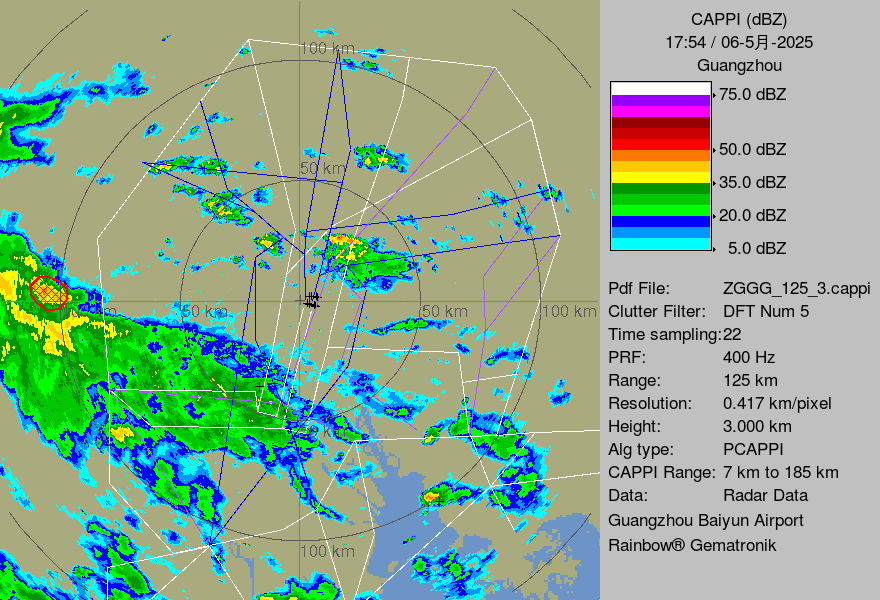 CAPPI (dBZ)
17:54 / 06-5月-2025
Guangzhou
75.0 dBZ
50.0 dBZ
35.0 dBZ
20.0 dBZ
5.0 dBZ
Pdf File: ZGGG_125_3.cappi
Clutter Filter: DFT Num 5
Time sampling:22
PRF: 400 Hz
Range: 125 km
Resolution: 0.417 km/pixel
Height: 3.000 km
Alg type: PCAPPI
CAPPI Range: 7 km to 185 km
Data: Radar Data
Guangzhou Baiyun Airport
Rainbow® Gematronik
100 km
50 km
50 km
50 km
100 km
100 km